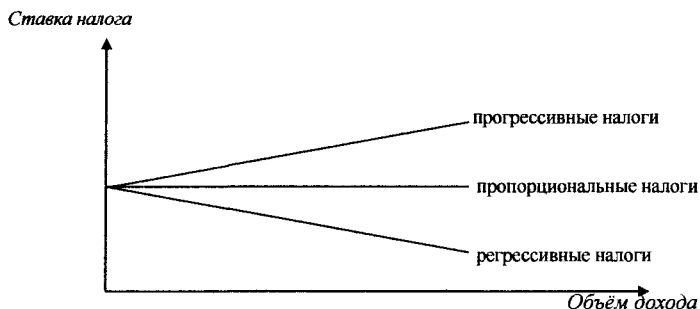 Ставка налога
прогрессивные налоги
пропорциональные налоги
регрессивные налоги
Объём дохода